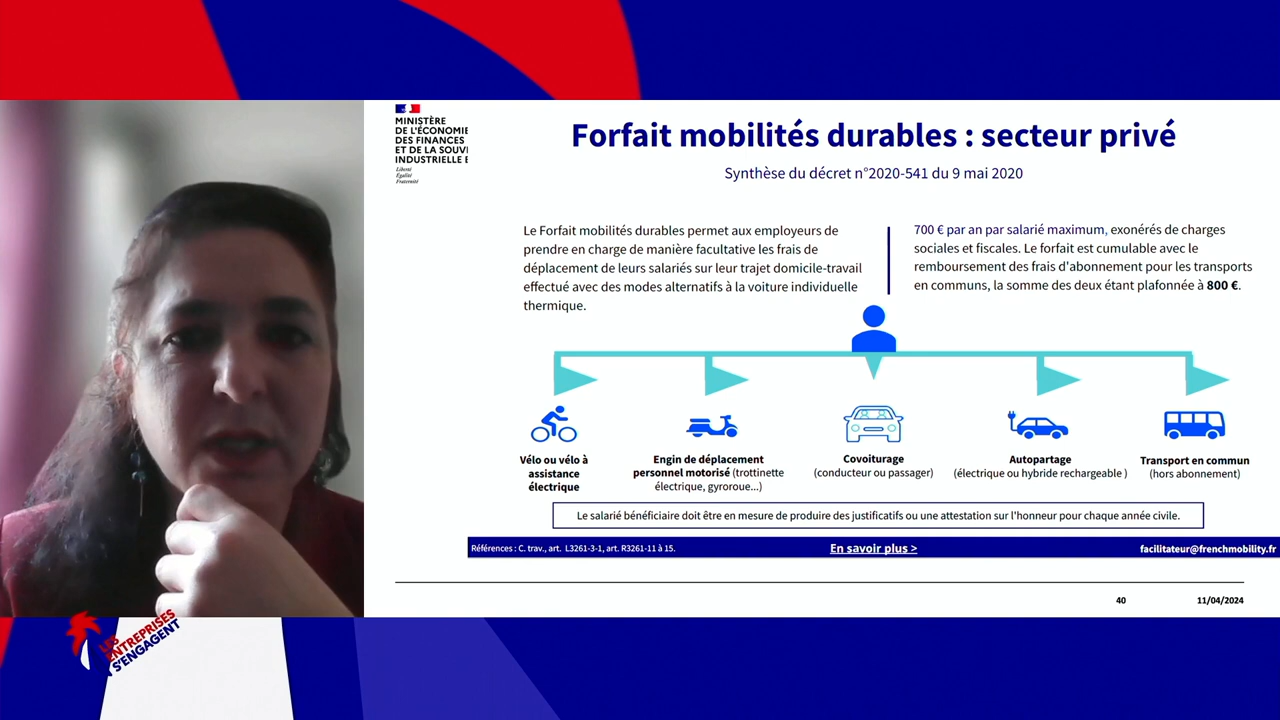 MINISTÈRE
DE L'ÉCONOMIE
DES FINANCES
ET DE LA SOUV
INDUSTRIELLE E
Liberté
Égalité
Fraternité
Forfait mobilités durables : secteur privé
Synthèse du décret n°2020-541 du 9 mai 2020
Le Forfait mobilités durables permet aux employeurs de
prendre en charge de manière facultative les frais de
déplacement de leurs salariés sur leur trajet domicile-travail
effectué avec des modes alternatifs à la voiture individuelle
thermique.
700 € par an par salarié maximum, exonérés de charges
sociales et fiscales. Le forfait est cumulable avec le
remboursement des frais d'abonnement pour les transports
en communs, la somme des deux étant plafonnée à 800 €.
Vélo ou vélo à
assistance
électrique
Engin de déplacement
personnel motorisé (trottinette
électrique, gyroroue...)
Covoiturage
(conducteur ou passager)
Autopartage
(électrique ou hybride rechargeable )
Transport en commun
(hors abonnement)
Le salarié bénéficiaire doit être en mesure de produire des justificatifs ou une attestation sur l'honneur pour chaque année civile.
Références : C. trav., art. L3261-3-1, art. R3261-11 à 15.
En savoir plus >
facilitateur@frenchmobility.fr
40
11/04/2024
LES
ENTREPRISES
S'ENGAGENT